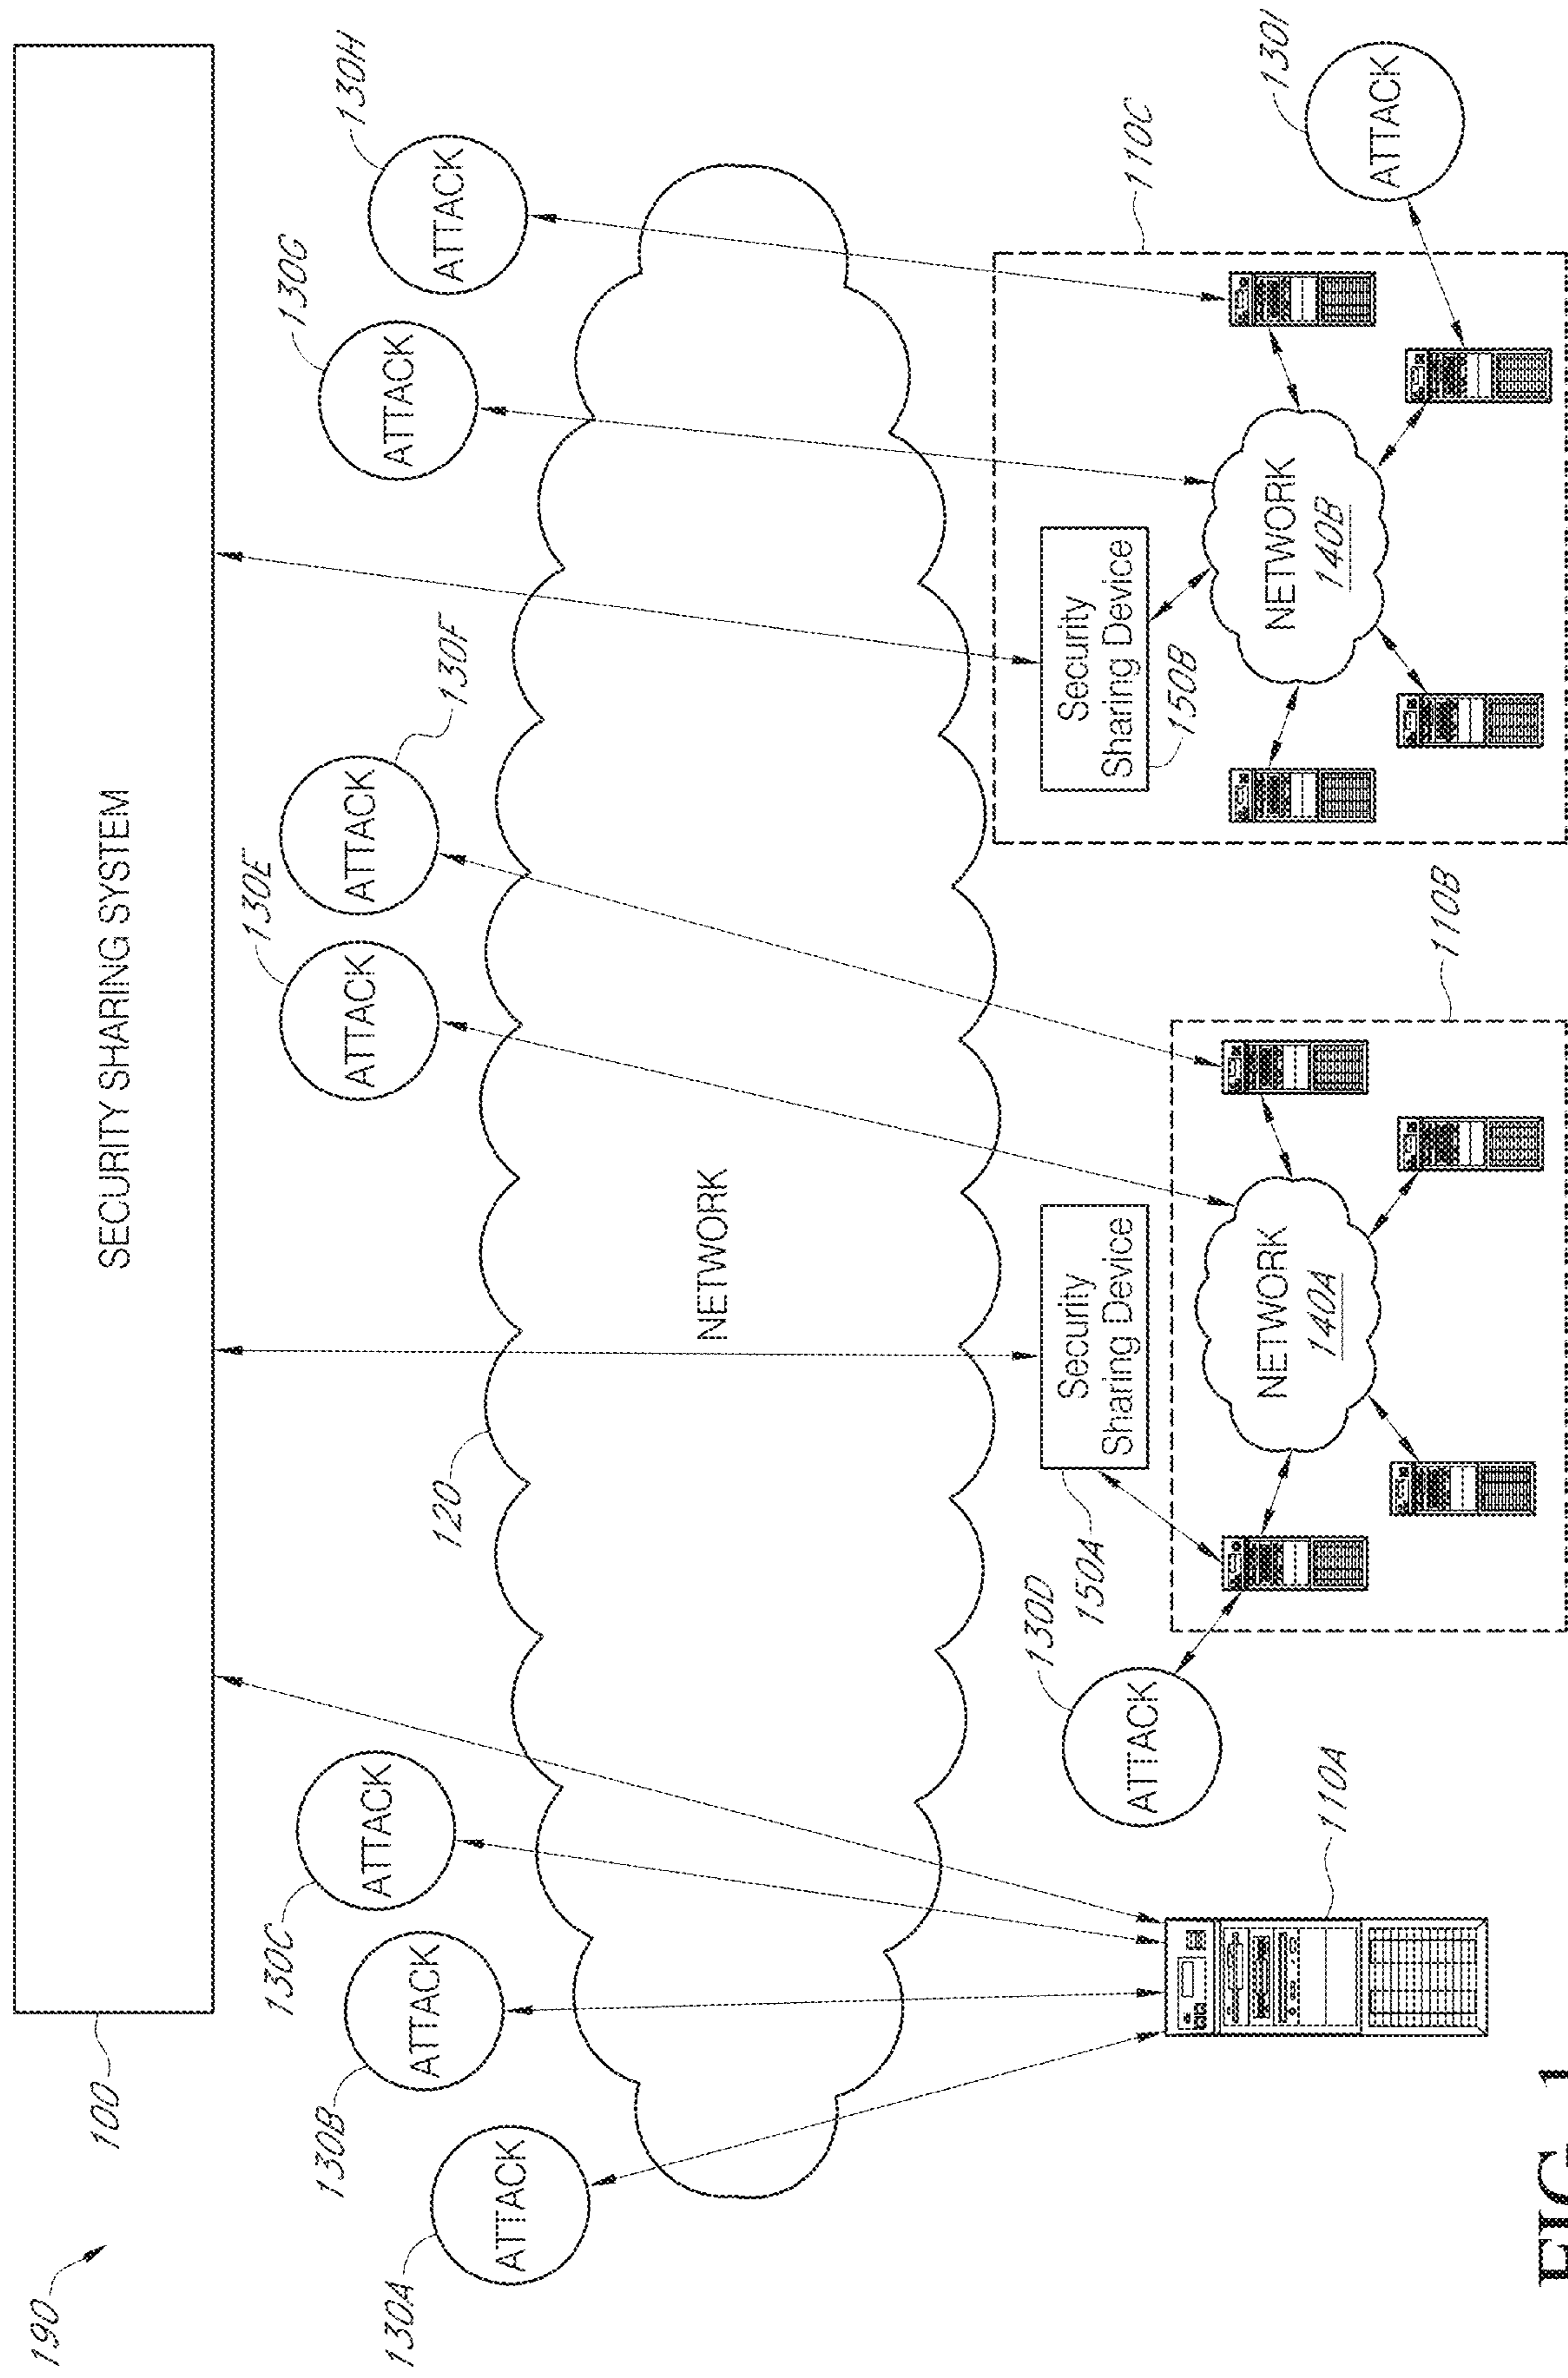 190
100
SECURITY SHARING SYSTEM
130A
ATTACK
130B
ATTACK
130C
ATTACK
130E
ATTACK
130F
ATTACK
130G
ATTACK
130H
ATTACK
120
NETWORK
110A
130D
ATTACK
150A
Security
Sharing Device
NETWORK
140A
110B
Security
Sharing Device
150B
NETWORK
140B
110C
130I
ATTACK
FIG. 1